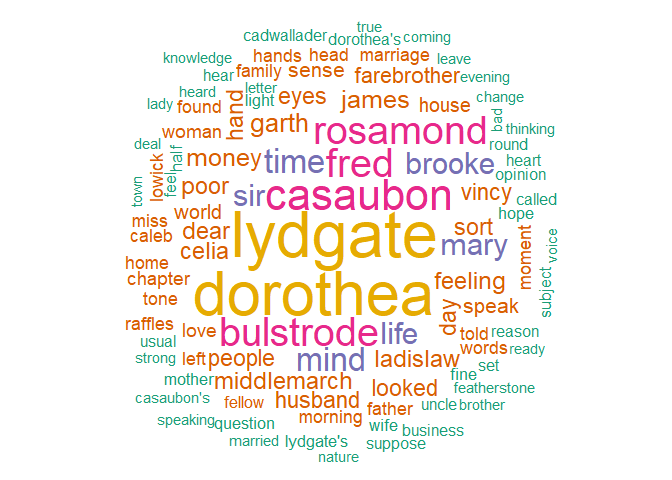 true
cadwallader dorothea's coming
knowledge hands head marriage leave
hear family sense farebrother evening
heard letter eyes james house change
lady found light hand garth rosamond bad thinking
deal woman round
half money time fred brooke heart
lowick feel poor sir casaubon vincy opinion
town world called
miss dear lydgate sort hope
caleb celia mary moment voice
home
chapter dorothea feeling subject
tone day speak
raffles love bulstrode life told reason
usual words ready
strong left people mind ladislaw set
mother middlemarch looked fine featherstone
casaubon's fellow husband father uncle brother
speaking question morning wife business
married lydgate's suppose
nature